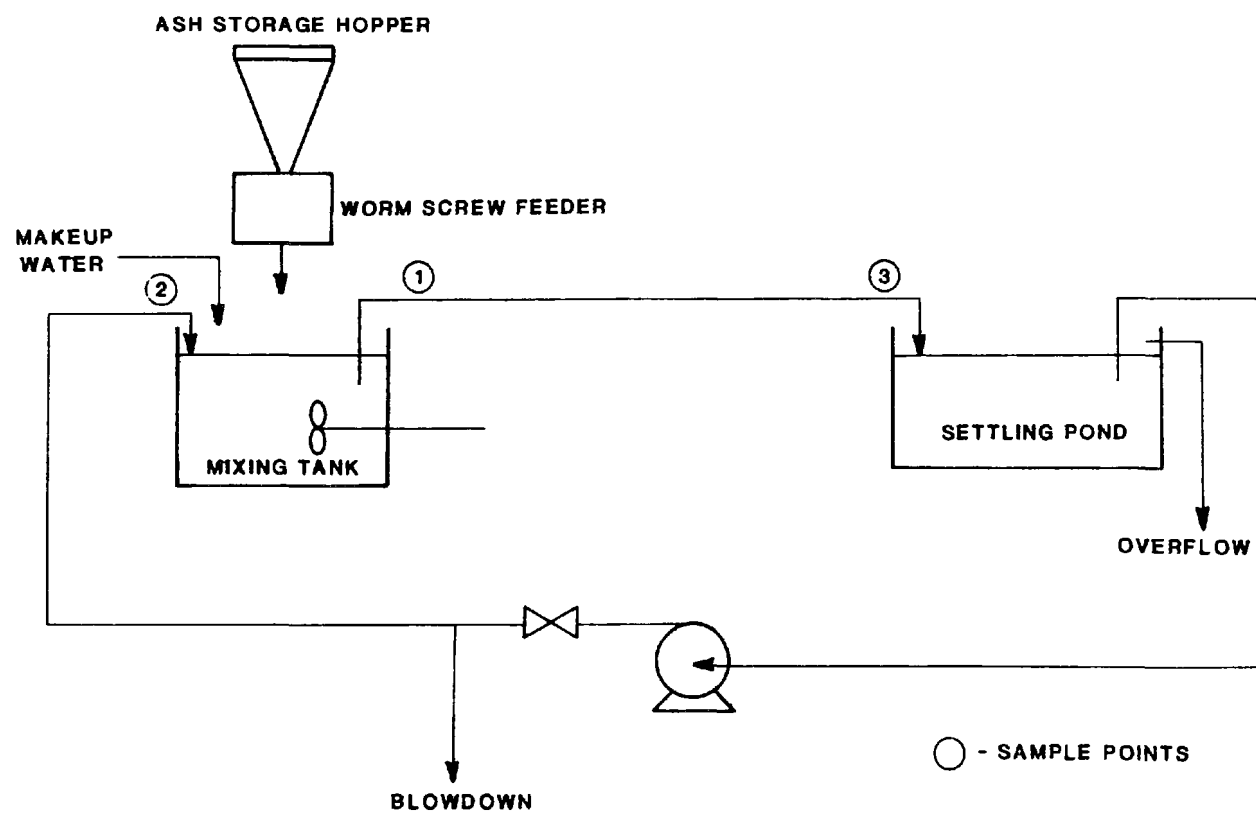 ASH STORAGE HOPPER
WORM SCREW FEEDER
MAKEUP
WATER
2
1
3
MIXING TANK
SETTLING POND
OVERFLOW
- SAMPLE POINTS
BLOWDOWN